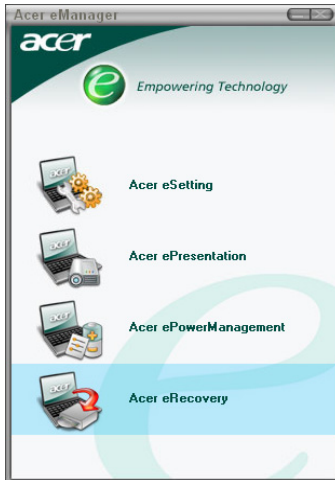 Acer eManager
acer
e Empowering Technology
Acer eSetting
Acer ePresentation
Acer ePowerManagement
Acer eRecovery